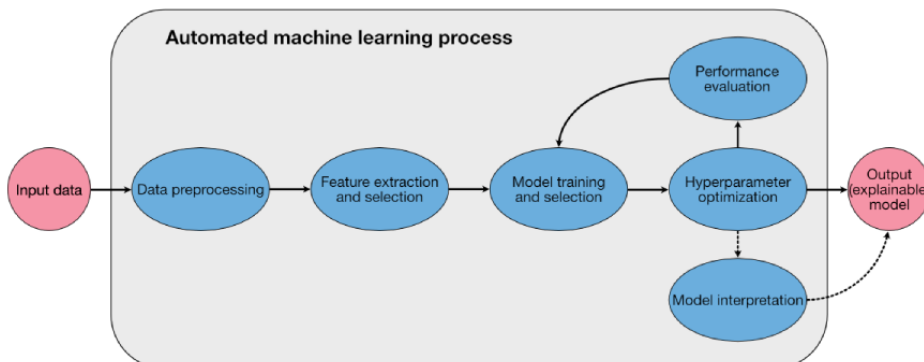 Automated machine learning process
Performance
evaluation
Input data
Data preprocessing
Feature extraction
and selection
Model training
and selection
Hyperparameter
optimization
Output
(explainable
model
Model interpretation